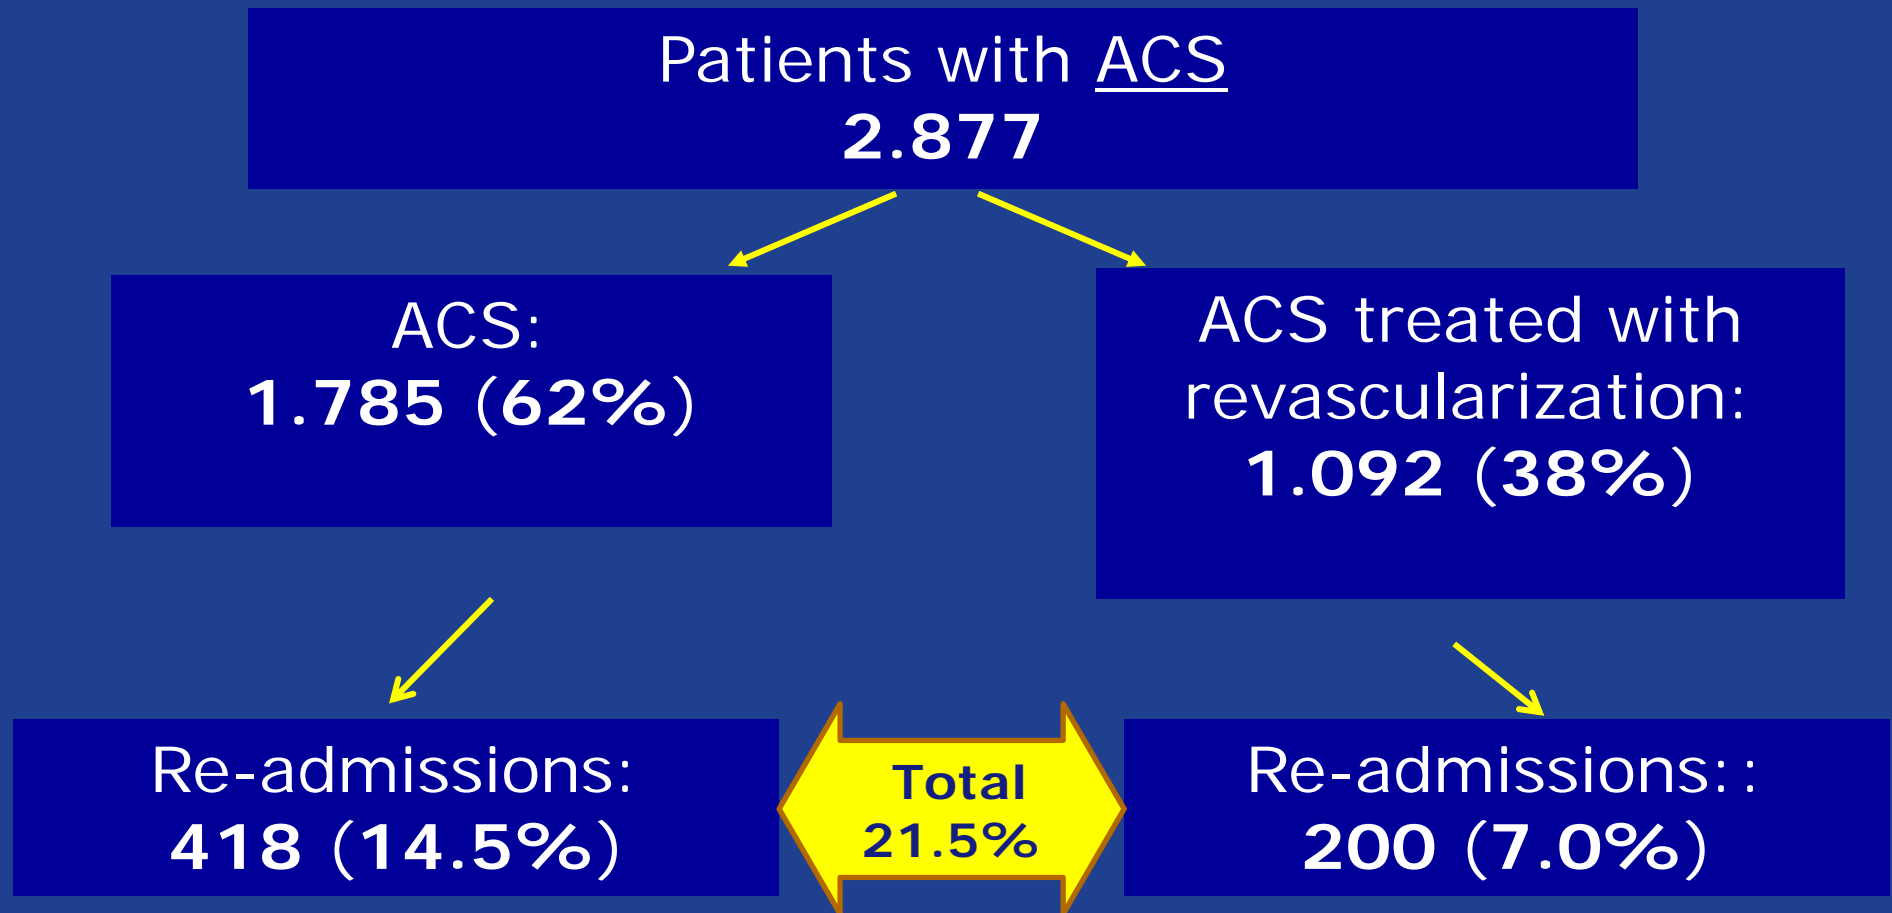 Patients with ACS
2.877
ACS:
1.785 (62%)
ACS treated with
revascularization:
1.092 (38%)
Re-admissions:
418 (14.5%)
Total
21.5%
Re-admissions::
200 (7.0%)